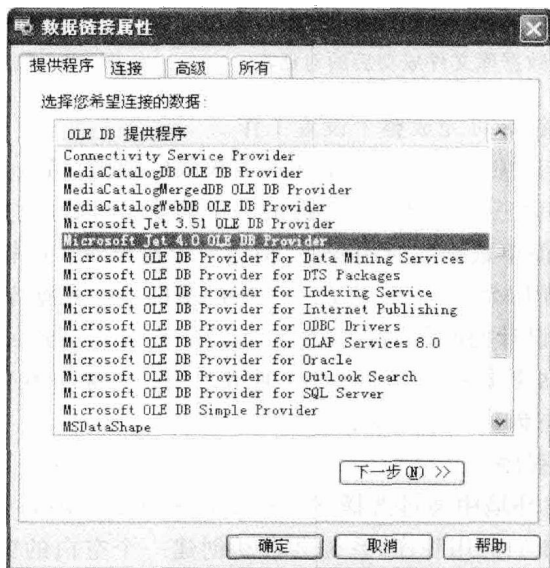 数据链接属性
提供程序 连接 高级 所有
选择您希望连接的数据:
OLE DB 提供程序
Connectivity Service Provider
MediaCatalogDB OLE DB Provider
MediaCatalogMergedDB OLE DB Provider
MediaCatalogWebDB OLE DB Provider
Microsoft Jet 3.51 OLE DB Provider
Microsoft Jet 4.0 OLE DB Provider
Microsoft OLE DB Provider For Data Mining Services
Microsoft OLE DB Provider for DTS Packages
Microsoft OLE DB Provider for Indexing Service
Microsoft OLE DB Provider for Internet Publishing
Microsoft OLE DB Provider for ODBC Drivers
Microsoft OLE DB Provider for OLAP Services 8.0
Microsoft OLE DB Provider for Oracle
Microsoft OLE DB Provider for Outlook Search
Microsoft OLE DB Provider for SQL Server
Microsoft OLE DB Simple Provider
MSDataShape
下一步(N) >>
确定 取消 帮助